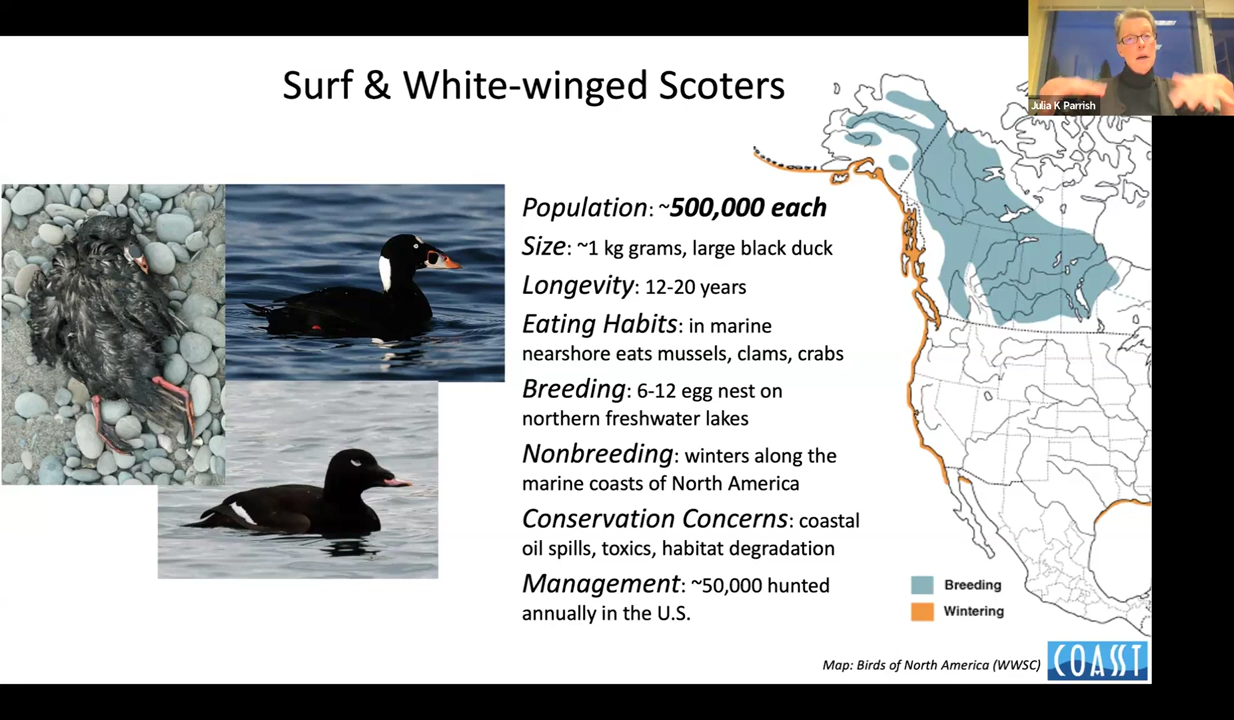 Surf & White-winged Scoters
Julia K Parrish
Population: ~500,000 each
Size: ~1 kg grams, large black duck
Longevity: 12-20 years
Eating Habits: in marine
nearshore eats mussels, clams, crabs
Breeding: 6-12 egg nest on
northern freshwater lakes
Nonbreeding: winters along the
marine coasts of North America
Conservation Concerns: coastal
oil spills, toxics, habitat degradation
Management: ~50,000 hunted
annually in the U.S.
Breeding
Wintering
Map: Birds of North America (WWSC)
COASST